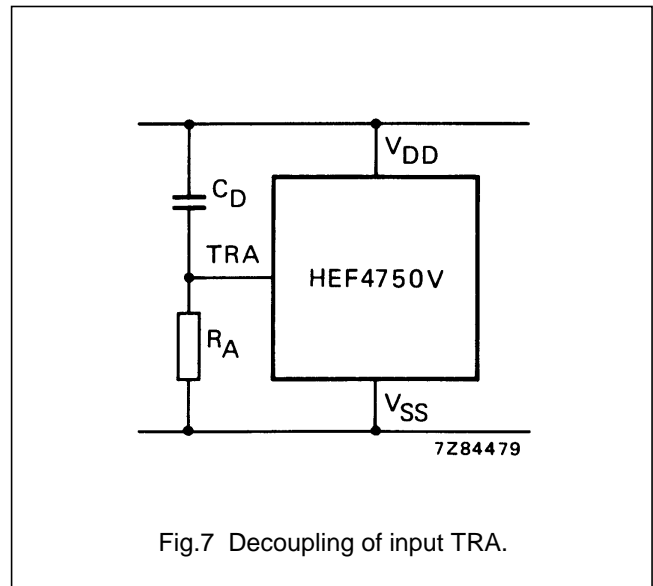 V_DD
C_D
TRA
HEF4750V
R_A
V_SS
7Z84479
Fig.7 Decoupling of input TRA.